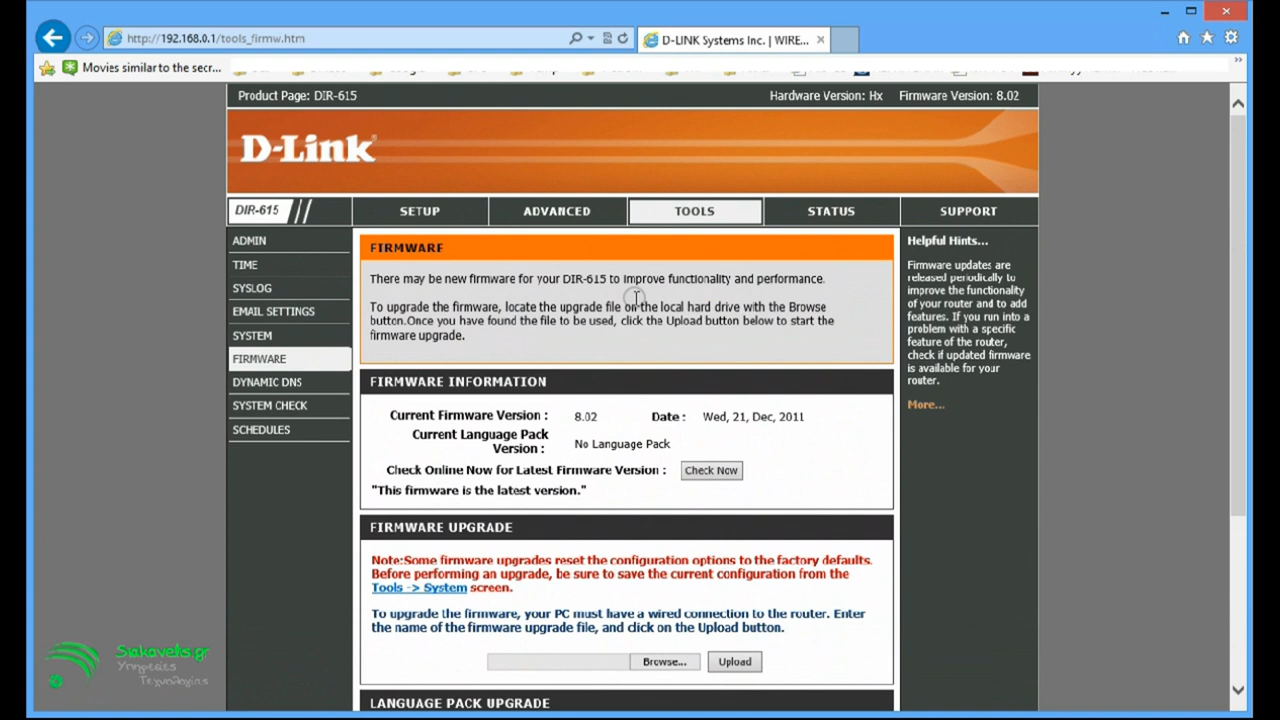 http://192.168.0.1/tools_firmw.htm
D-LINK Systems Inc. | WIRE...
Movies similar to the secr...
Product Page: DIR-615
Hardware Version: Hx
Firmware Version: 8.02
D-Link
DIR-615
SETUP
ADVANCED
TOOLS
STATUS
SUPPORT
ADMIN
TIME
SYSLOG
EMAIL SETTINGS
SYSTEM
FIRMWARE
DYNAMIC DNS
SYSTEM CHECK
SCHEDULES
FIRMWARE
There may be new firmware for your DIR-615 to improve functionality and performance.
To upgrade the firmware, locate the upgrade file on the local hard drive with the Browse
button.Once you have found the file to be used, click the Upload button below to start the
firmware upgrade.
FIRMWARE INFORMATION
Current Firmware Version : 8.02 Date : Wed, 21, Dec, 2011
Current Language Pack
Version : No Language Pack
Check Online Now for Latest Firmware Version : Check Now
"This firmware is the latest version."
FIRMWARE UPGRADE
Note:Some firmware upgrades reset the configuration options to the factory defaults.
Before performing an upgrade, be sure to save the current configuration from the
Tools -> System screen.
To upgrade the firmware, your PC must have a wired connection to the router. Enter
the name of the firmware upgrade file, and click on the Upload button.
Browse... Upload
LANGUAGE PACK UPGRADE
Helpful Hints...
Firmware updates are
released periodically to
improve the functionality
of your router and to add
features. If you run into a
problem with a specific
feature of the router,
check if updated firmware
is available for your
router.
More...
Siakavelis.gr
Υπηρεσίες
Τεχνολογίας